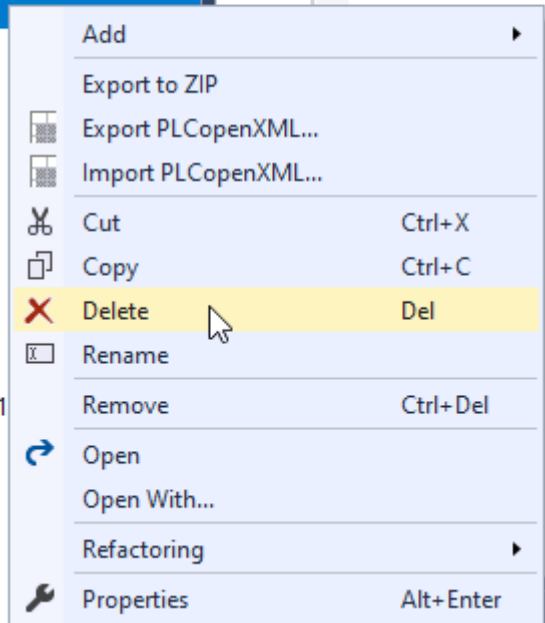 Add
Export to ZIP
Export PLCopenXML...
Import PLCopenXML...
Cut Ctrl+X
Copy Ctrl+C
Delete Del
Rename
Remove Ctrl+Del
Open
Open With...
Refactoring
Properties Alt+Enter